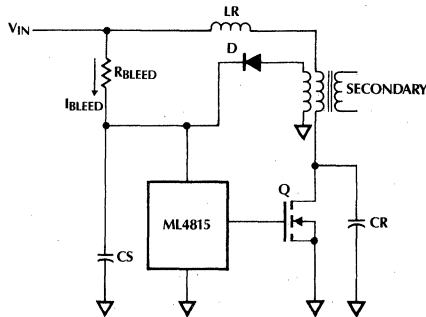 LR
VIN
D
RBLEED
IBLEED
SECONDARY
Q
ML4815
CR
CS